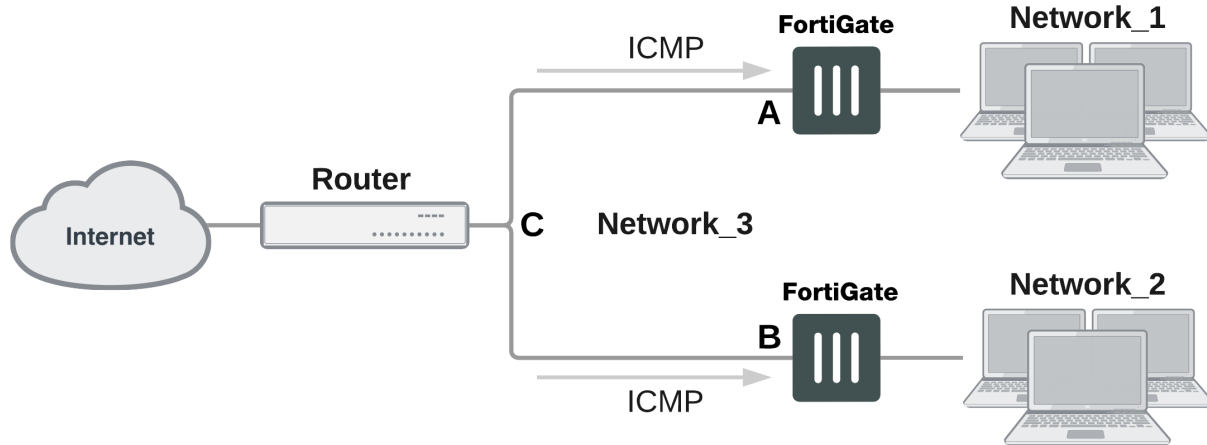 FortiGate
Network_1
ICMP
A
Router
Internet
C
Network_3
FortiGate
Network_2
B
ICMP